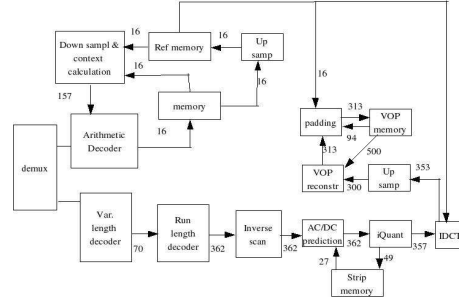 16
16
Down sampl &
context
calculation
Ref memory
Up
samp
16
16
16
157
memory
16
Arithmetic
Decoder
padding
313
94
VOP
memory
313
500
demux
VOP
reconstr
300
Up
samp
353
Var.
length
decoder
70
Run
length
decoder
362
Inverse
scan
362
AC/DC
prediction
362
iQuant
357
IDCT
27
49
Strip memory